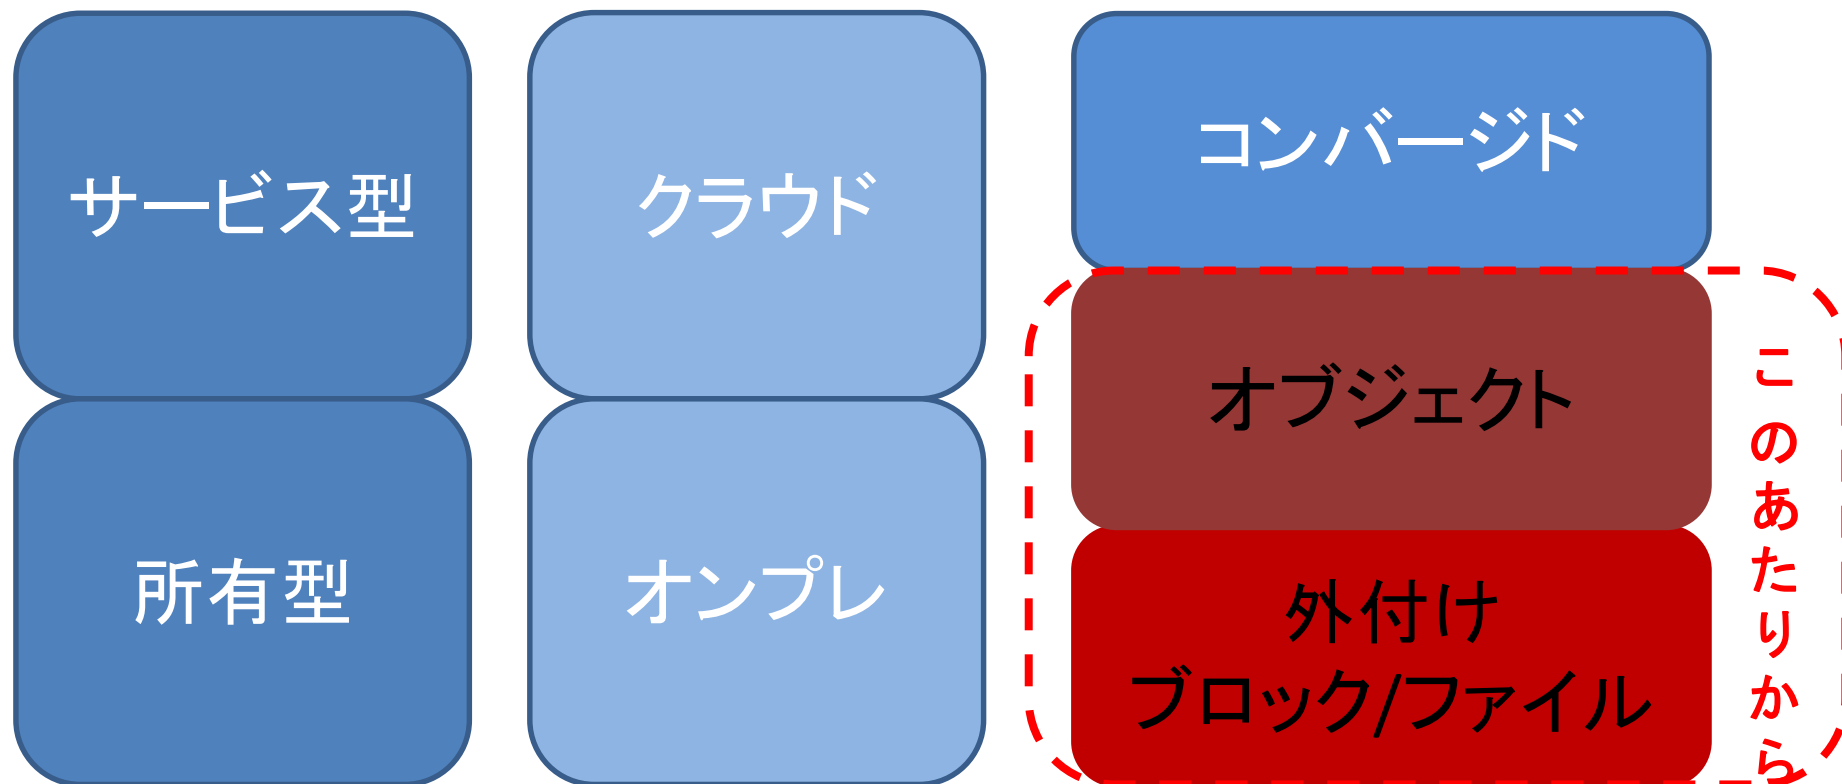 サービス型
所有型
クラウド
オンプレ
コンバージド
オブジェクト
外付け
ブロック/ファイル
このあたりから